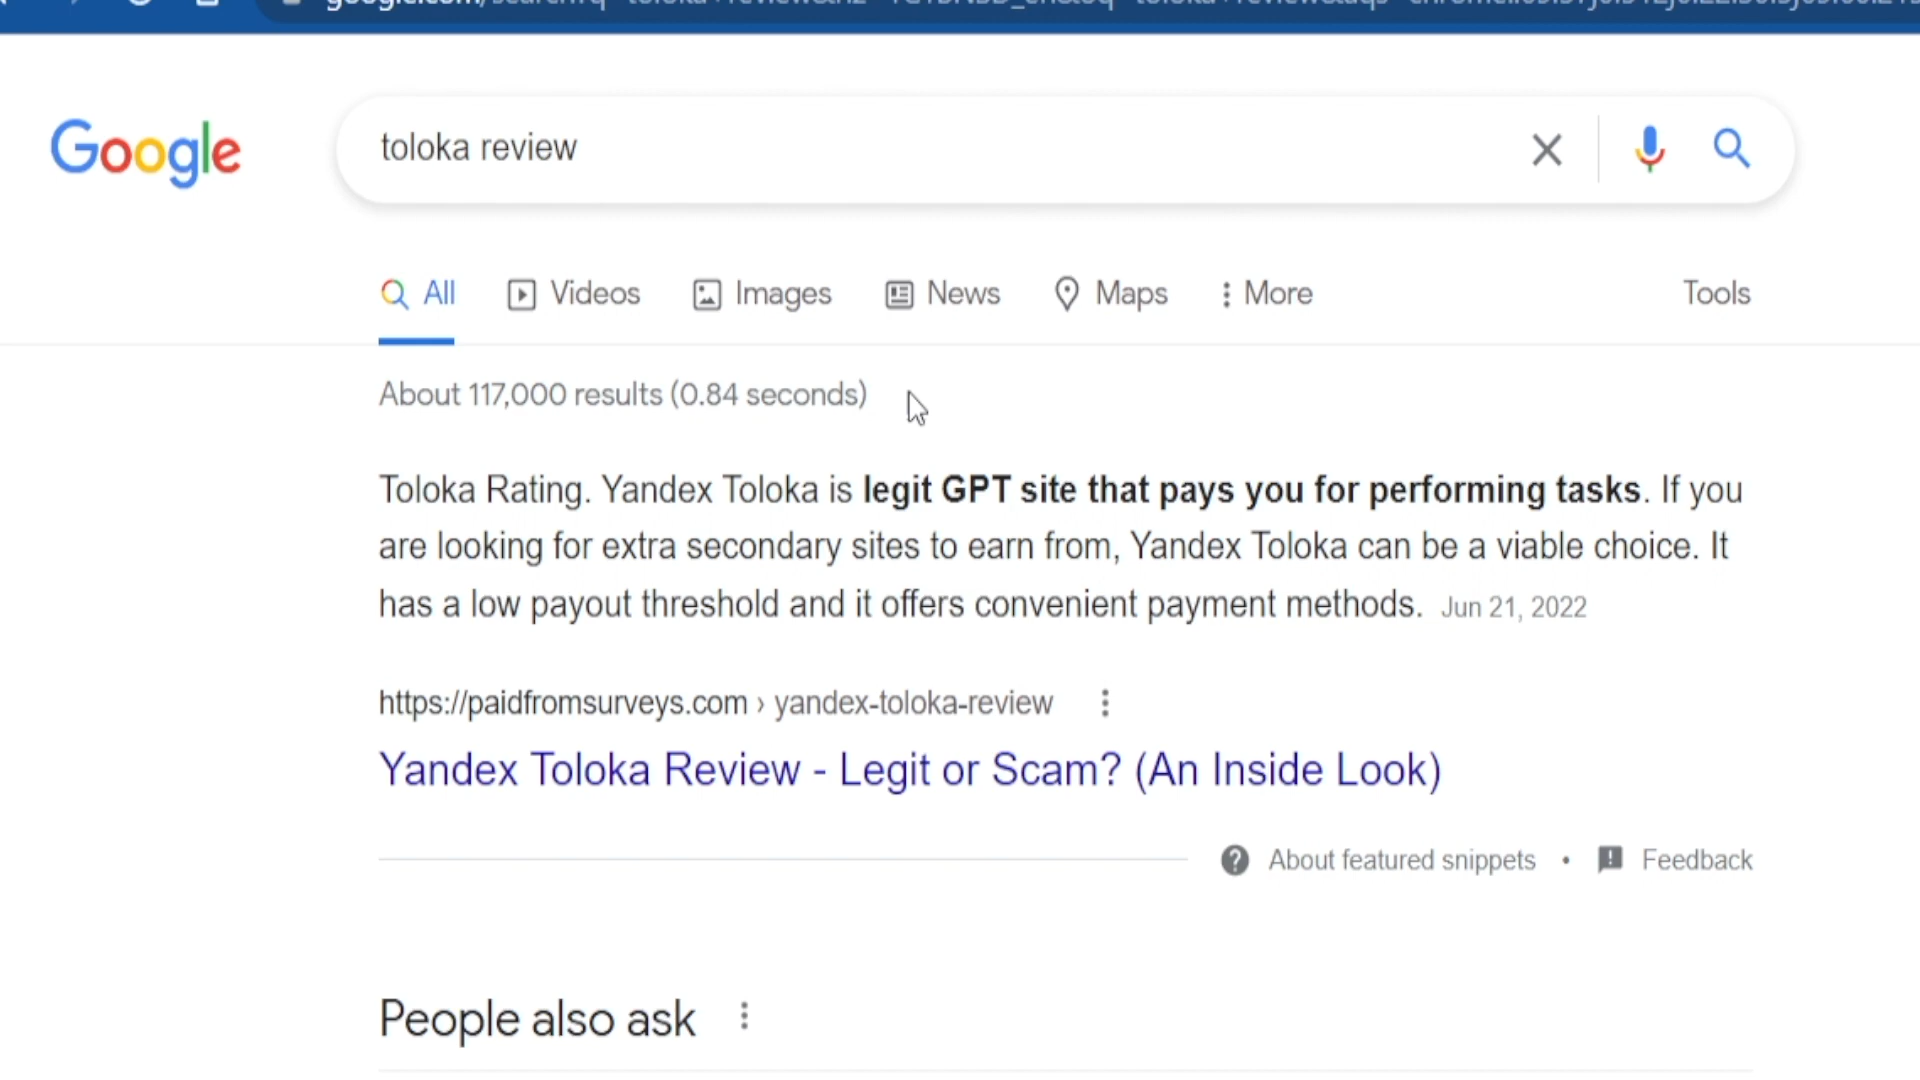 Google
toloka review
All Videos Images News Maps More Tools
About 117,000 results (0.84 seconds)
Toloka Rating. Yandex Toloka is legit GPT site that pays you for performing tasks. If you
are looking for extra secondary sites to earn from, Yandex Toloka can be a viable choice. It
has a low payout threshold and it offers convenient payment methods. Jun 21, 2022
https://paidfromsurveys.com › yandex-toloka-review
Yandex Toloka Review - Legit or Scam? (An Inside Look)
About featured snippets • Feedback
People also ask